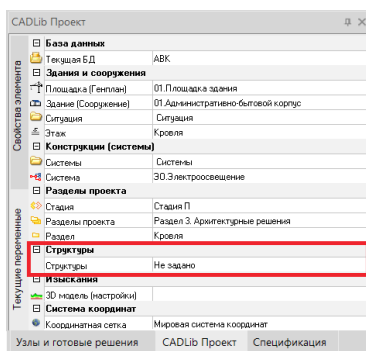 CADLib Проект
База данных
Текущая БД АВК
Здания и сооружения
Площадка (Генплан) 01.Площадка здания
Здание (Сооружение) 01.Административно-бытовой корпус
Ситуация Ситуация
Этаж Кровля
Конструкции (системы)
Системы Системы
Система ЭО.Электроосвещение
Разделы проекта
Стадия Стадия П
Разделы проекта Раздел 3. Архитектурные решения
Раздел Кровля
Структуры
Структуры Не задано
Изыскания
3D модель (настройки)
Система координат
Координатная сетка Мировая система координат
Свойства элемента
Текущие переменные
Узлы и готовые решения CADLib Проект Спецификация